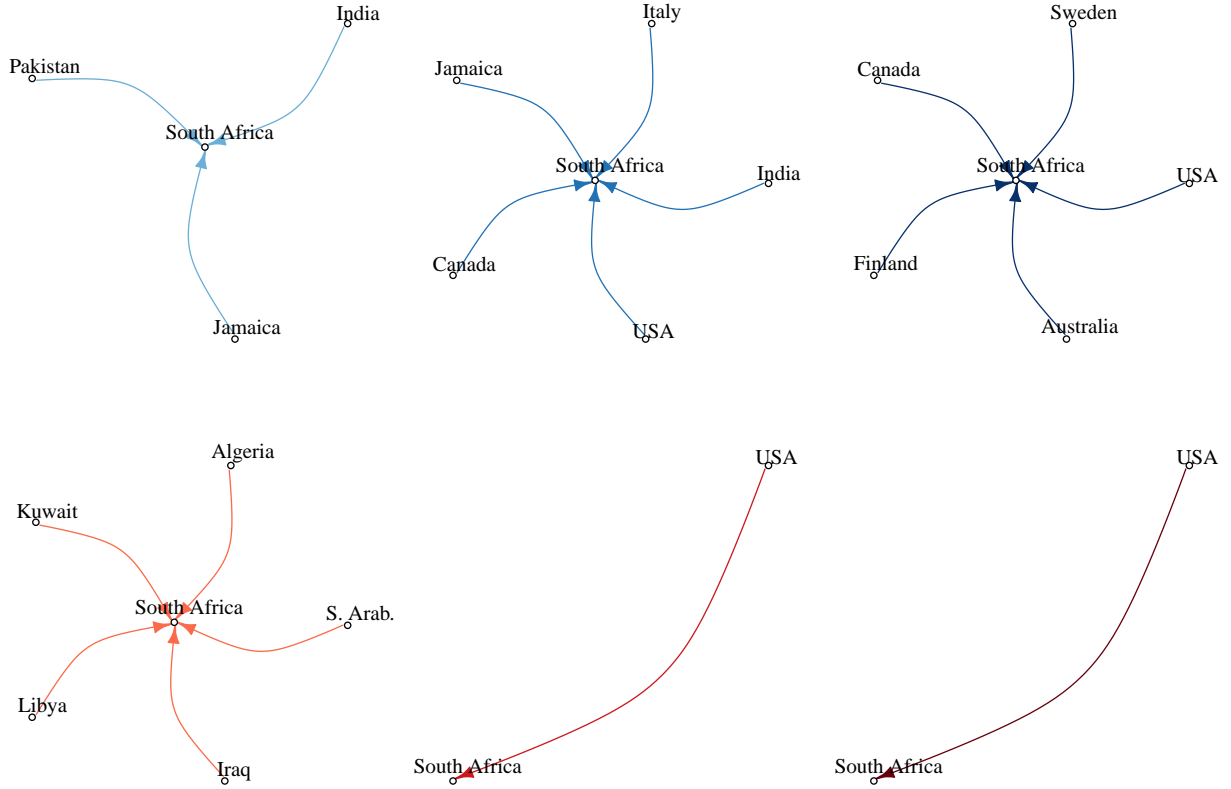 India
Pakistan
South Africa
Jamaica
Italy
Jamaica
South Africa
India
Canada
USA
Sweden
Canada
South Africa
USA
Finland
Australia
Algeria
Kuwait
South Africa
S. Arab.
Libya
Iraq
USA
South Africa
USA
South Africa